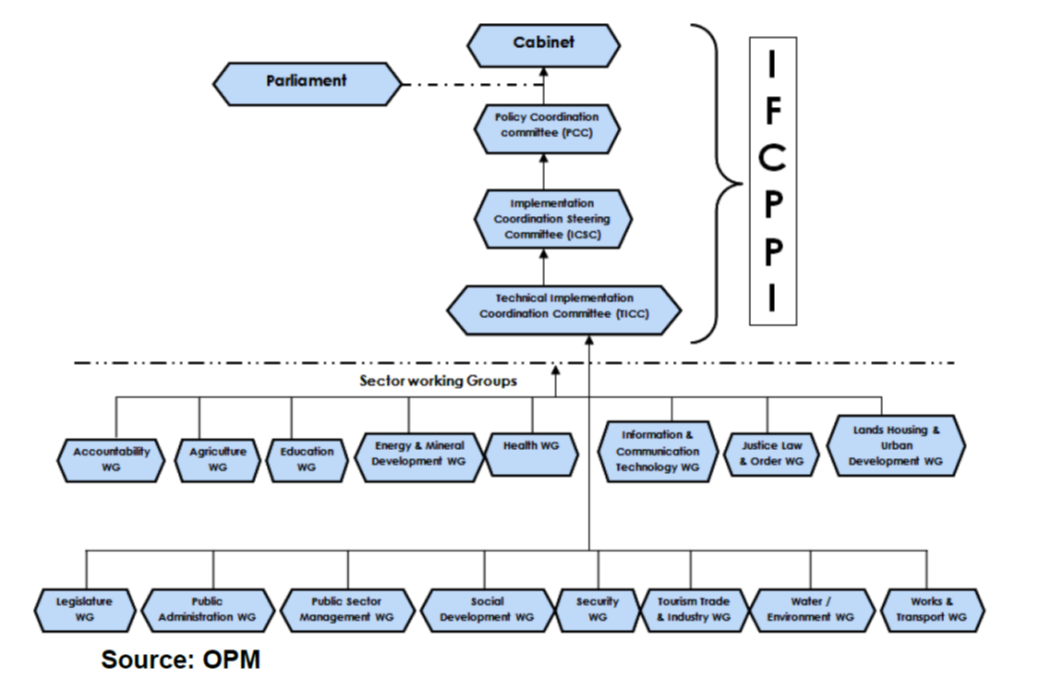 Cabinet
Parliament
Policy Coordination
committee (PCC)
Implementation
Coordination Steering
Committee (ICSC)
Technical Implementation
Coordination Committee (TICC)
I
F
C
P
P
I
Sector working Groups
Accountability
WG
Agriculture
WG
Education
WG
Energy & Mineral
Development WG
Health WG
Information &
Communication
Technology WG
Justice Law
& Order WG
Lands Housing &
Urban
Development WG
Legislature
WG
Public
Administration WG
Public Sector
Management WG
Social
Development WG
Security
WG
Tourism Trade
& Industry WG
Water /
Environment WG
Works &
Transport WG
Source: OPM